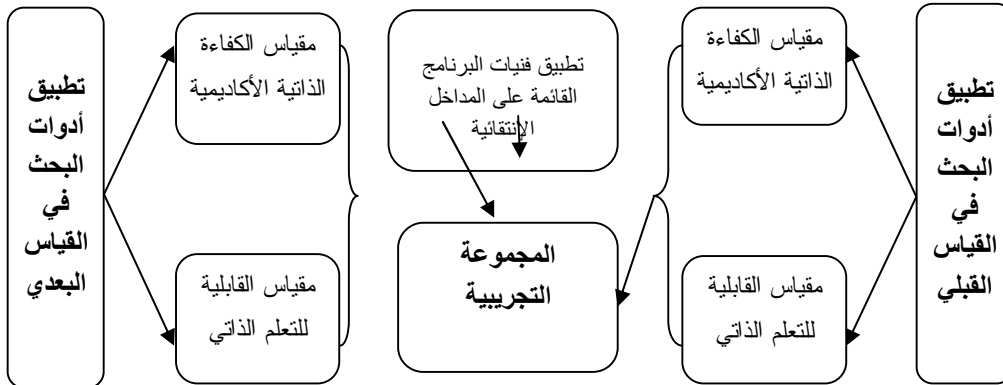 تطبيق
أدوات
البحث
في
القياس
القبلي
مقياس الكفاءة
الذاتية الأكاديمية
مقياس القابلية
للتعلم الذاتي
تطبيق فنيات البرنامج
القائمة على المداخل
الإنتقائية
المجموعة
التجريبية
مقياس الكفاءة
الذاتية الأكاديمية
مقياس القابلية
للتعلم الذاتي
تطبيق
أدوات
البحث
في
القياس
البعدي